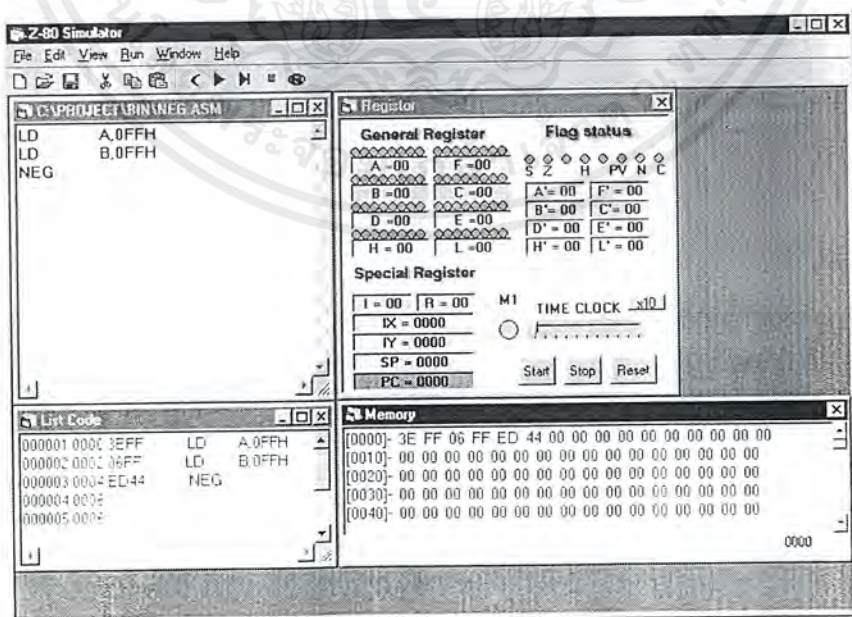 Z-80 Simulator
File Edit View Run Window Help
C:\PROJECT\BIN\NEG.ASM
LD A,0FFH
LD B,0FFH
NEG
Registor
General Register
Flag status
A =00 F =00
B =00 C =00
D =00 E =00
H = 00 L =00
S Z H PV N C
A'= 00 F' = 00
B'= 00 C'= 00
D' = 00 E' = 00
H' = 00 L' = 00
Special Register
I = 00 R = 00
IX = 0000
IY = 0000
SP = 0000
PC = 0000
M1
TIME CLOCK x10
Start Stop Reset
List Code
000001 0000 3EFF LD A,0FFH
000002 0002 06FF LD B,0FFH
000003 0004 ED44 NEG
000004 0006
000005 0006
Memory
[0000]- 3E FF 06 FF ED 44 00 00 00 00 00 00 00 00 00 00
[0010]- 00 00 00 00 00 00 00 00 00 00 00 00 00 00 00 00
[0020]- 00 00 00 00 00 00 00 00 00 00 00 00 00 00 00 00
[0030]- 00 00 00 00 00 00 00 00 00 00 00 00 00 00 00 00
[0040]- 00 00 00 00 00 00 00 00 00 00 00 00 00 00 00 00
0000